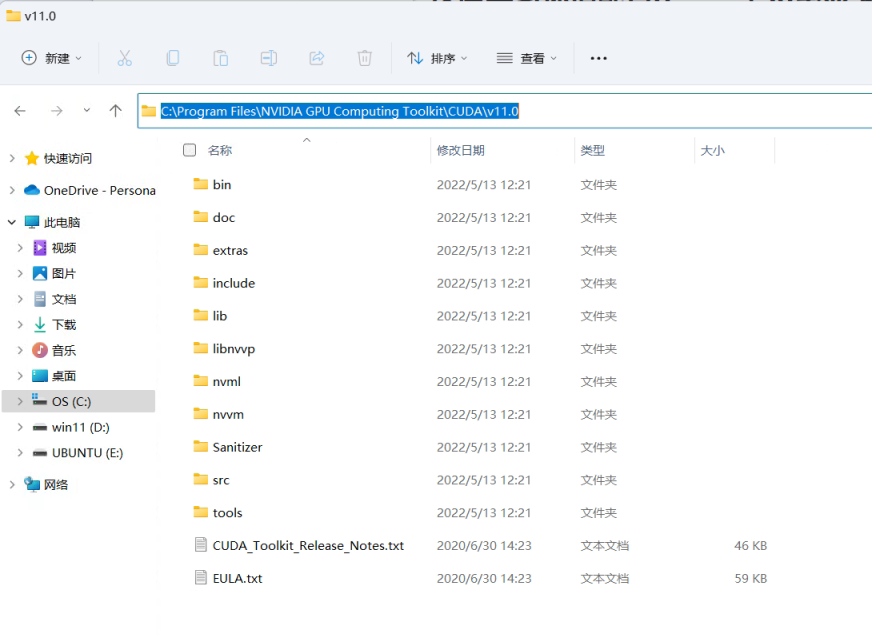 v11.0
新建
排序
查看
C:\Program Files\NVIDIA GPU Computing Toolkit\CUDA\v11.0
名称 修改日期 类型 大小
快速访问
OneDrive - Persona
此电脑
视频
图片
文档
下载
音乐
桌面
OS (C:)
win11 (D:)
UBUNTU (E:)
网络
bin 2022/5/13 12:21 文件夹
doc 2022/5/13 12:21 文件夹
extras 2022/5/13 12:21 文件夹
include 2022/5/13 12:21 文件夹
lib 2022/5/13 12:21 文件夹
libnvvp 2022/5/13 12:21 文件夹
nvml 2022/5/13 12:21 文件夹
nvvm 2022/5/13 12:21 文件夹
Sanitizer 2022/5/13 12:21 文件夹
src 2022/5/13 12:21 文件夹
tools 2022/5/13 12:21 文件夹
CUDA_Toolkit_Release_Notes.txt 2020/6/30 14:23 文本文档 46 KB
EULA.txt 2020/6/30 14:23 文本文档 59 KB